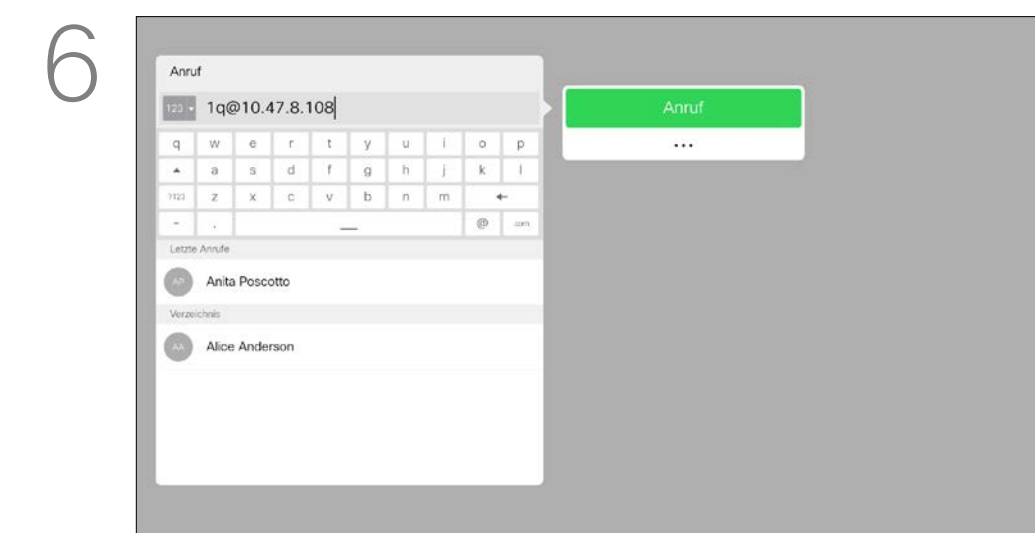 6
Anruf
123 1q@10.47.8.108
Anruf
...
q w e r t y u i o p
a s d f g h j k l
?123 z x c v b n m
- . @ .com
Letzte Anrufe
AP Anita Poscotto
Verzeichnis
AA Alice Anderson